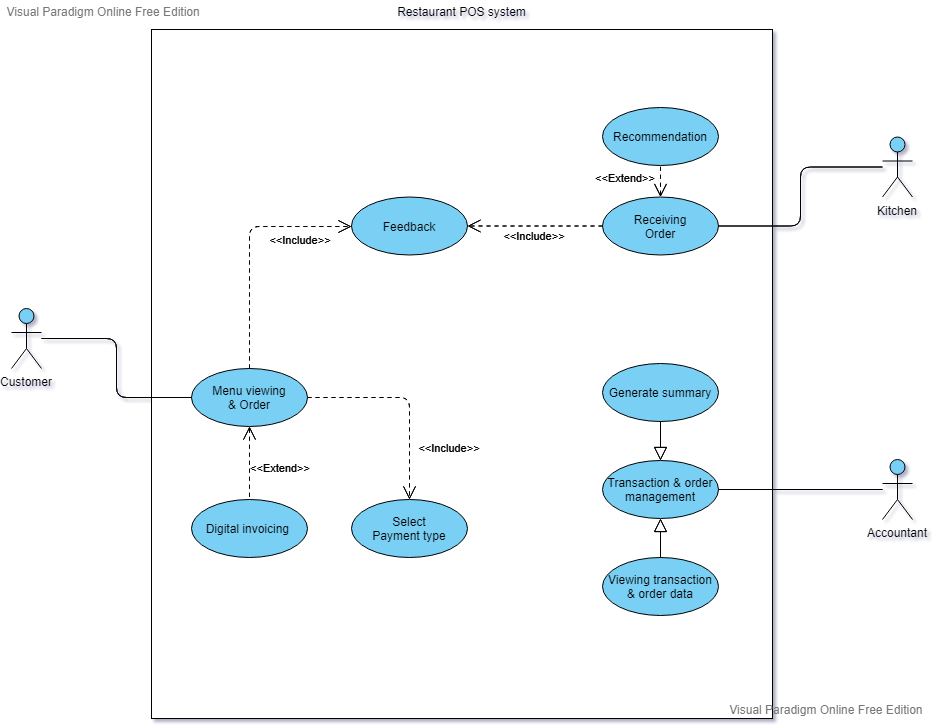 Visual Paradigm Online Free Edition
Restaurant POS system
Recommendation
<<Extend>>
Kitchen
Feedback
<<Include>>
<<Include>>
Receiving
Order
Customer
Menu viewing
& Order
Generate summary
<<Include>>
<<Extend>>
Transaction & order
management
Accountant
Digital invoicing
Select
Payment type
Viewing transaction
& order data
Visual Paradigm Online Free Edition